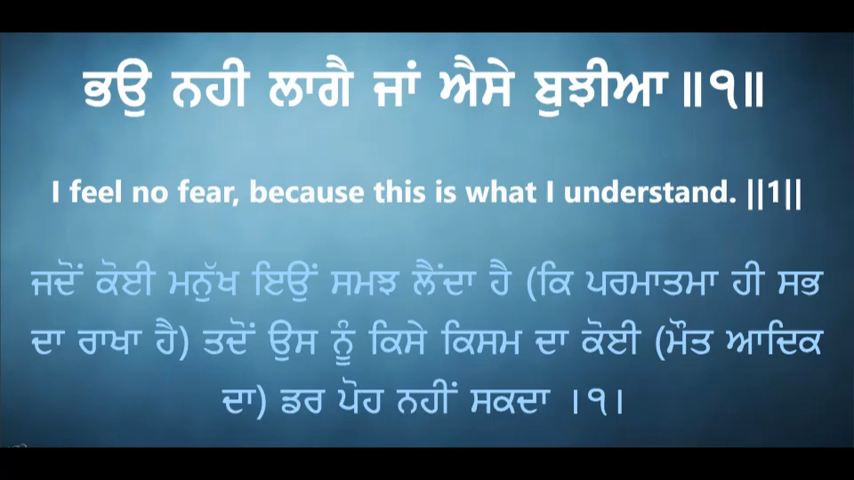 ਭਉ ਨਹੀ ਲਾਗੈ ਜਾਂ ਐਸੇ ਬੁਝੀਆ ॥੧॥
I feel no fear, because this is what I understand. ||1||
ਜਦੋਂ ਕੋਈ ਮਨੁੱਖ ਇਉਂ ਸਮਝ ਲੈਂਦਾ ਹੈ (ਕਿ ਪਰਮਾਤਮਾ ਹੀ ਸਭ
ਦਾ ਰਾਖਾ ਹੈ) ਤਦੋਂ ਉਸ ਨੂੰ ਕਿਸੇ ਕਿਸਮ ਦਾ ਕੋਈ (ਮੌਤ ਆਦਿਕ
ਦਾ) ਡਰ ਪੋਹ ਨਹੀਂ ਸਕਦਾ ।੧।